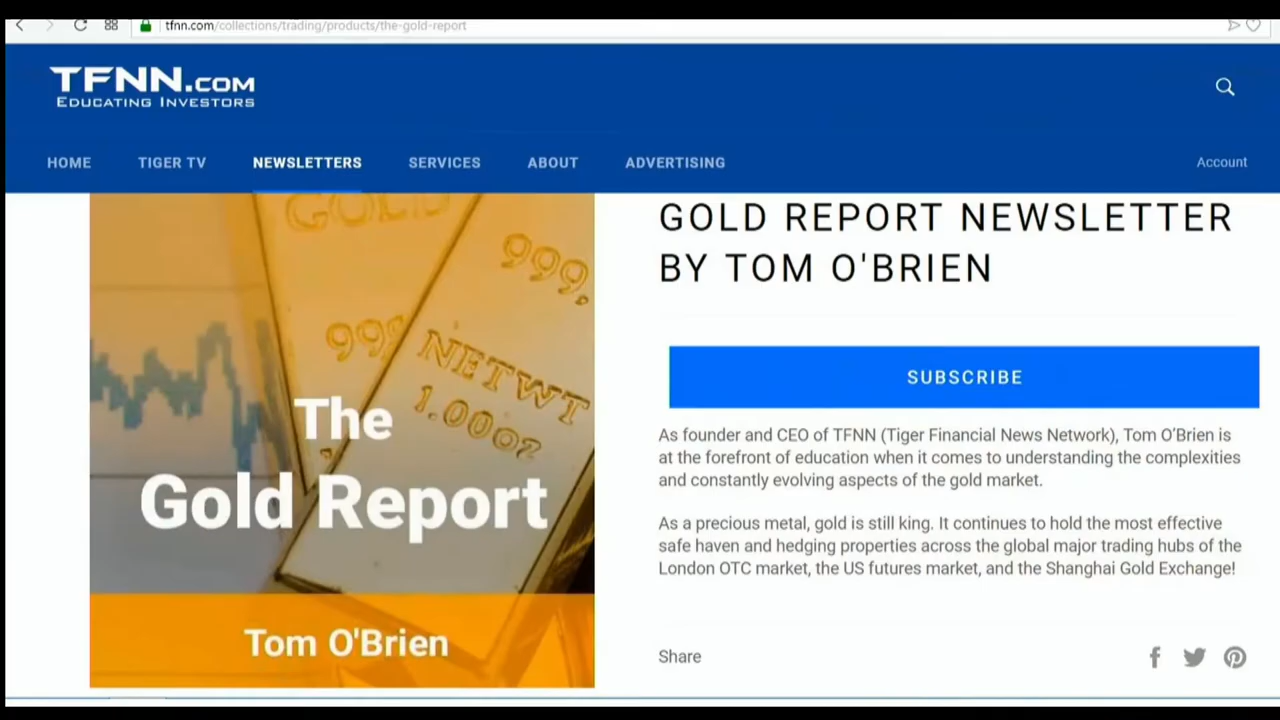 tfnn.com/collections/trading/products/the-gold-report
TFNN.COM
EDUCATING INVESTORS
HOME TIGER TV NEWSLETTERS SERVICES ABOUT ADVERTISING Account
GOLD
999,
999
NET WT
1.00OZ
The
Gold Report
Tom O'Brien
GOLD REPORT NEWSLETTER
BY TOM O'BRIEN
SUBSCRIBE
As founder and CEO of TFNN (Tiger Financial News Network), Tom O’Brien is
at the forefront of education when it comes to understanding the complexities
and constantly evolving aspects of the gold market.
As a precious metal, gold is still king. It continues to hold the most effective
safe haven and hedging properties across the global major trading hubs of the
London OTC market, the US futures market, and the Shanghai Gold Exchange!
Share